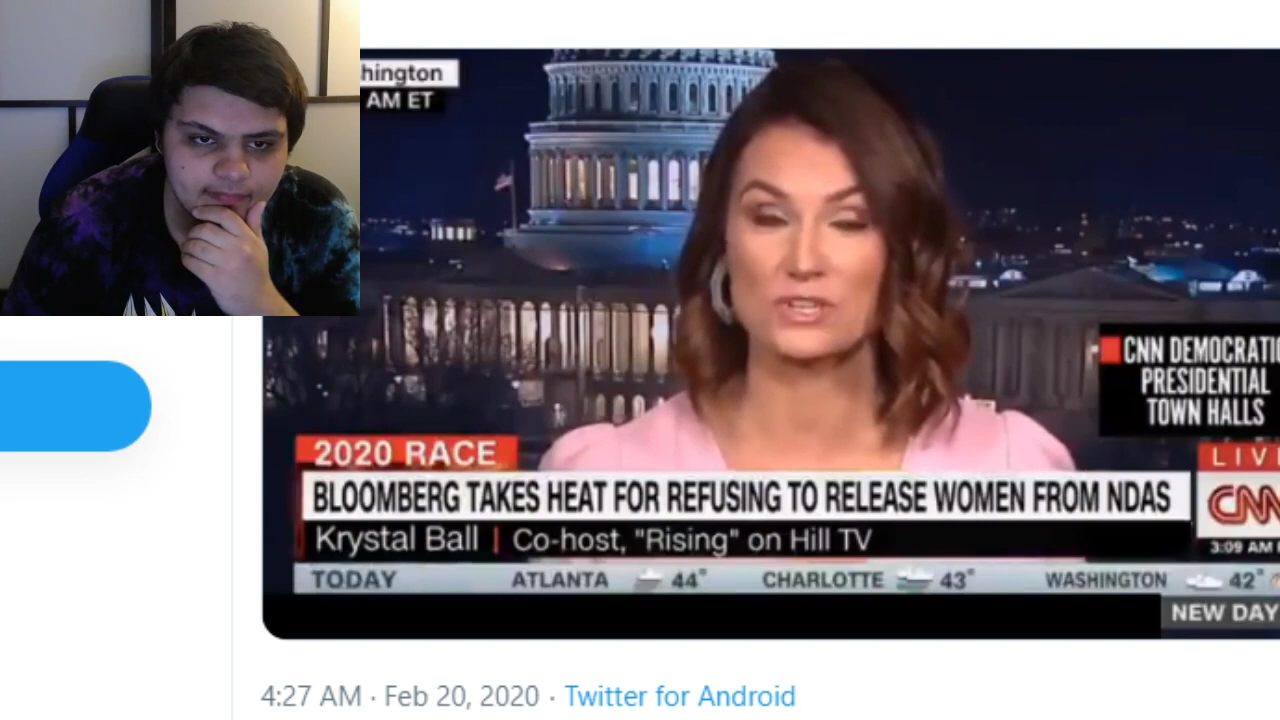 hington
AM ET
CNN DEMOCRATI
PRESIDENTIAL
TOWN HALLS
2020 RACE
LIVE
BLOOMBERG TAKES HEAT FOR REFUSING TO RELEASE WOMEN FROM NDAS
CNN
Krystal Ball | Co-host, "Rising" on Hill TV
3:09 AM
TODAY ATLANTA 44° CHARLOTTE 43° WASHINGTON 42°
NEW DAY
4:27 AM · Feb 20, 2020 · Twitter for Android